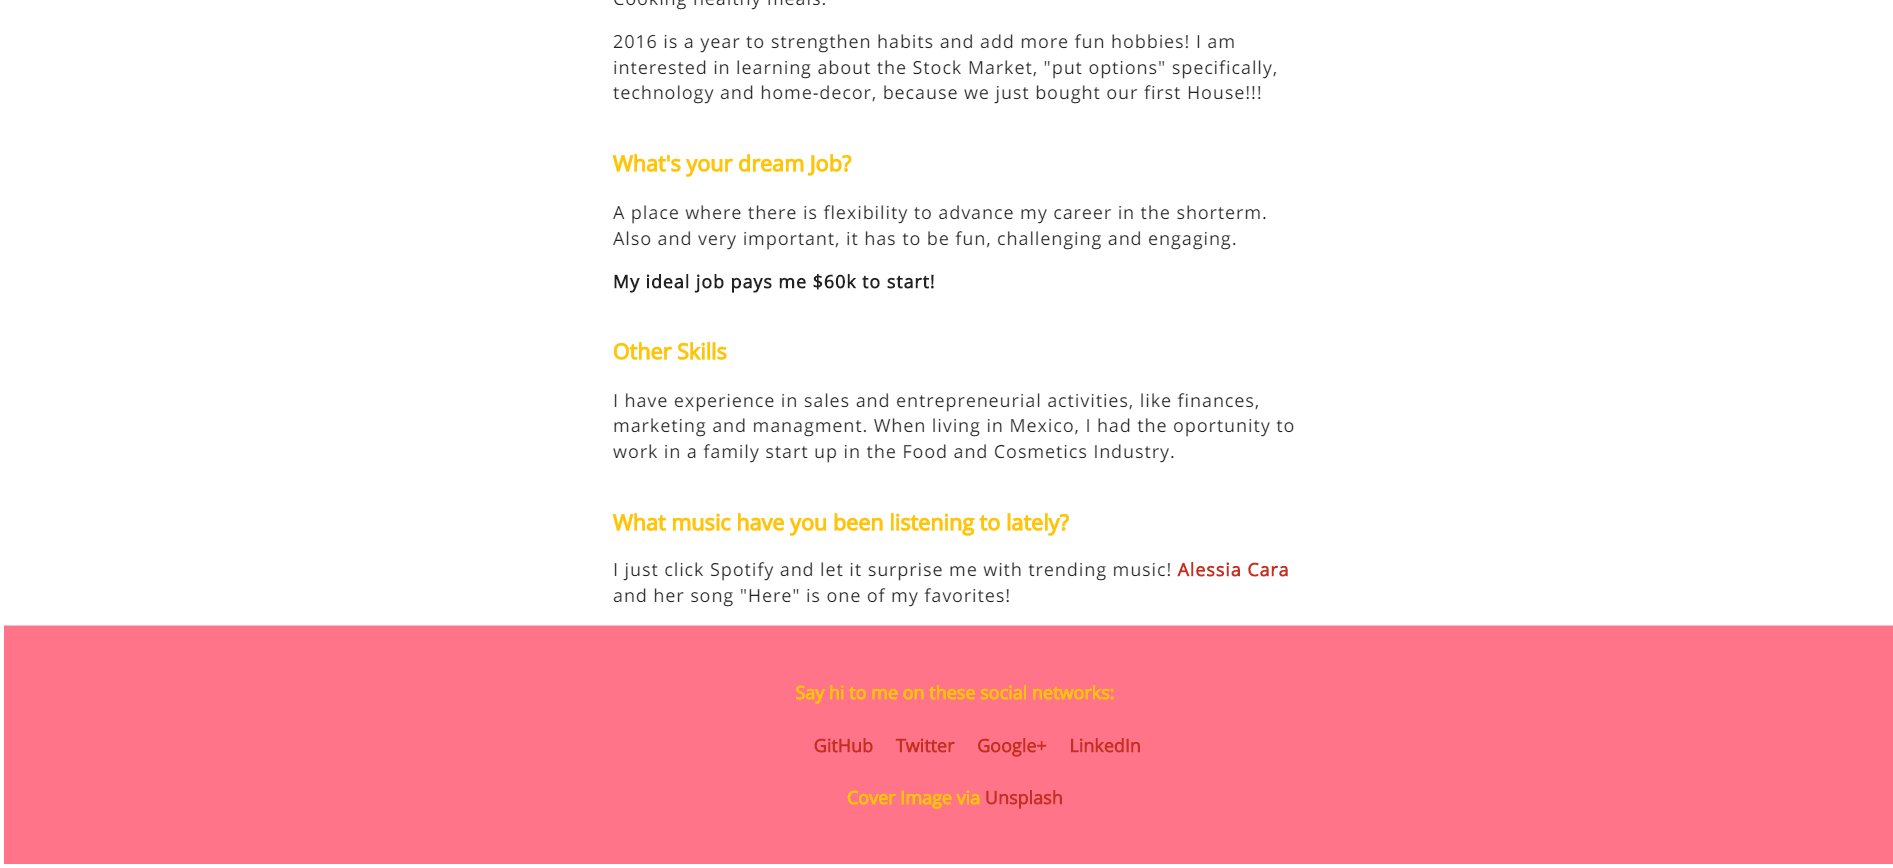 Cooking healthy meals.
2016 is a year to strengthen habits and add more fun hobbies! I am
interested in learning about the Stock Market, "put options" specifically,
technology and home-decor, because we just bought our first House!!!
What's your dream Job?
A place where there is flexibility to advance my career in the shorterm.
Also and very important, it has to be fun, challenging and engaging.
My ideal job pays me $60k to start!
Other Skills
I have experience in sales and entrepreneurial activities, like finances,
marketing and managment. When living in Mexico, I had the oportunity to
work in a family start up in the Food and Cosmetics Industry.
What music have you been listening to lately?
I just click Spotify and let it surprise me with trending music! Alessia Cara
and her song "Here" is one of my favorites!
Say hi to me on these social networks:
GitHub Twitter Google+ LinkedIn
Cover Image via Unsplash